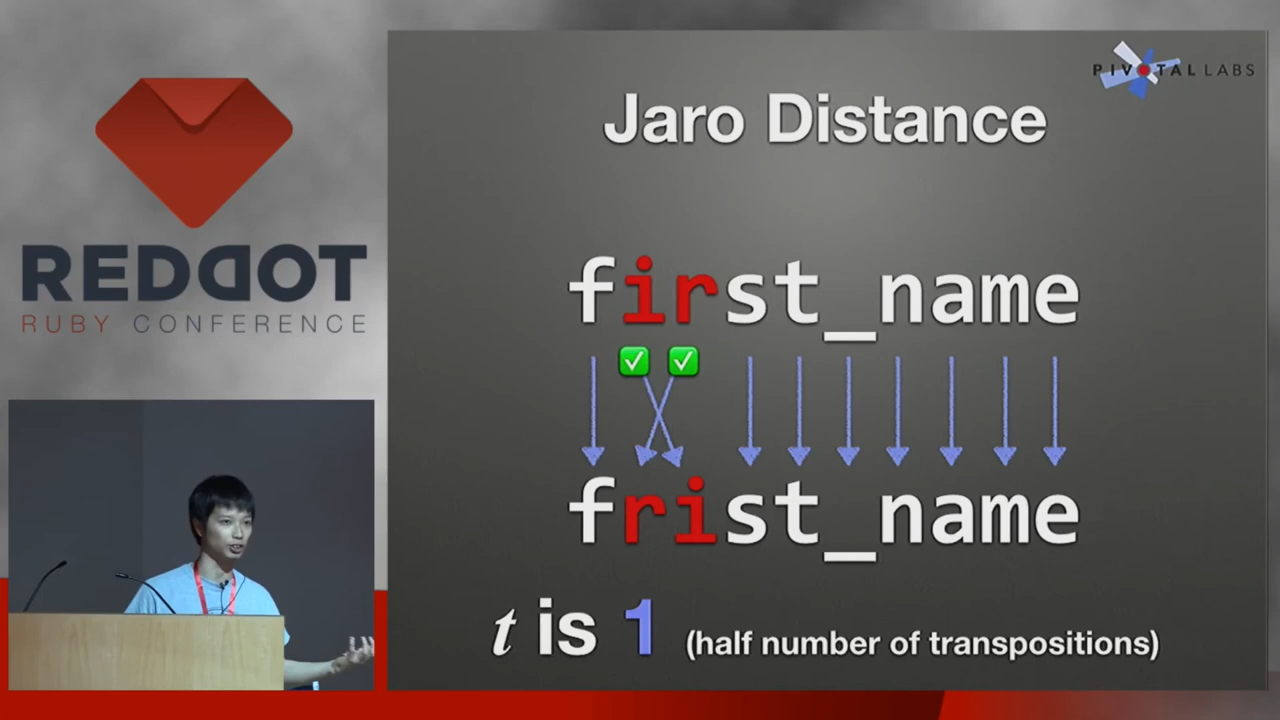 REDDOT
RUBY CONFERENCE
PIVOTAL LABS
Jaro Distance
first_name
frist_name
t is 1 (half number of transpositions)